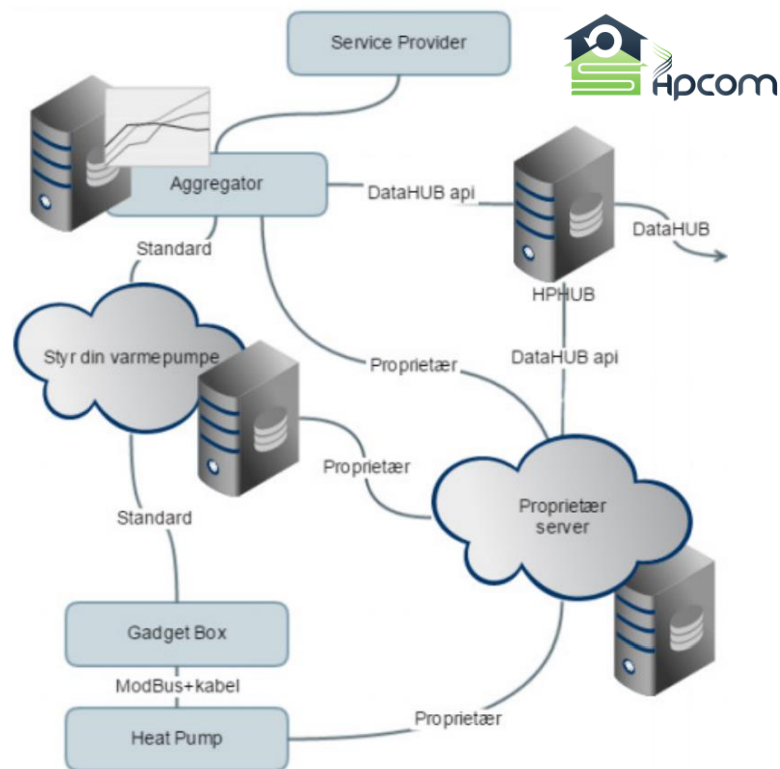 Service Provider
Hpcom
Aggregator
DataHUB api
DataHUB
Standard
HPHUB
Styr din varmepumpe
Proprietær
DataHUB api
Proprietær
Proprietær
server
Standard
Gadget Box
ModBus+kabel
Proprietær
Heat Pump